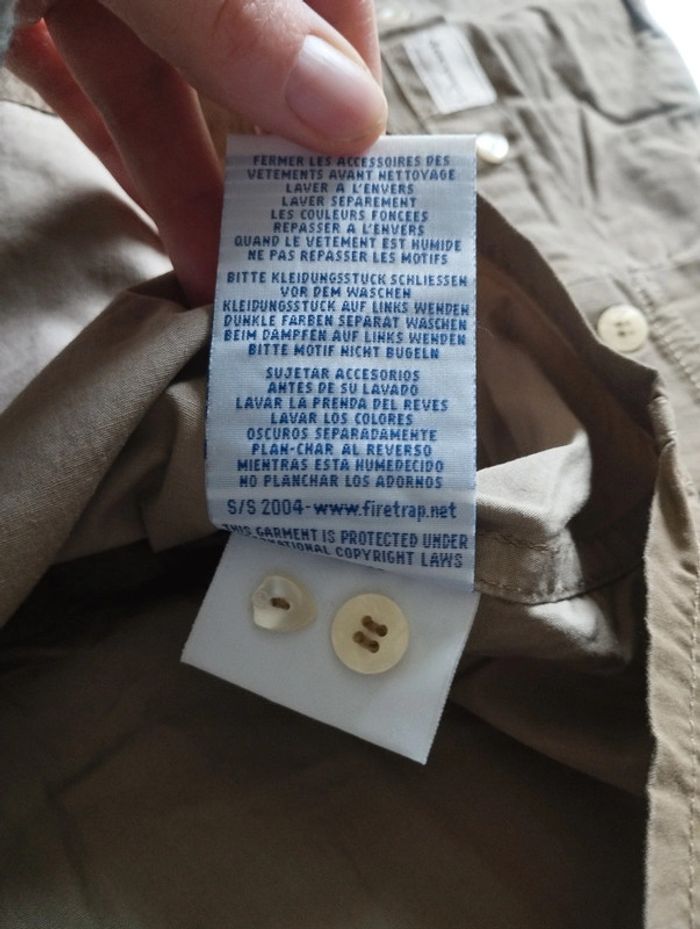 FERMER LES ACCESSOIRES DES
VETEMENTS AVANT NETTOYAGE
LAVER A L'ENVERS
LAVER SEPAREMENT
LES COULEURS FONCEES
REPASSER A L'ENVERS
QUAND LE VETEMENT EST HUMIDE
NE PAS REPASSER LES MOTIFS
BITTE KLEIDUNGSSTUCK SCHLIESSEN
VOR DEM WASCHEN
KLEIDUNGSSTUCK AUF LINKS WENDEN
DUNKLE FARBEN SEPARAT WASCHEN
BEIM DAMPFEN AUF LINKS WENDEN
BITTE MOTIF NICHT BUGELN
SUJETAR ACCESORIOS
ANTES DE SU LAVADO
LAVAR LA PRENDA DEL REVES
LAVAR LOS COLORES
OSCUROS SEPARADAMENTE
PLAN-CHAR AL REVERSO
MIENTRAS ESTA HUMEDECIDO
NO PLANCHAR LOS ADORNOS
S/S 2004-www.firetrap.net
THIS GARMENT IS PROTECTED UNDER
COPYRIGHT LAWS